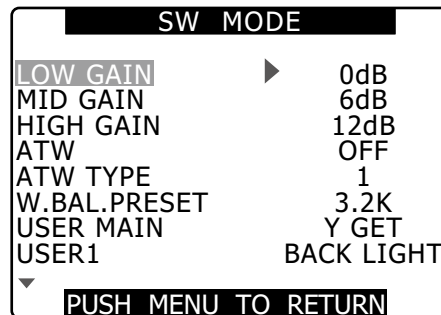 SW MODE
LOW GAIN 0dB
MID GAIN 6dB
HIGH GAIN 12dB
ATW OFF
ATW TYPE 1
W.BAL.PRESET 3.2K
USER MAIN Y GET
USER1 BACK LIGHT
PUSH MENU TO RETURN